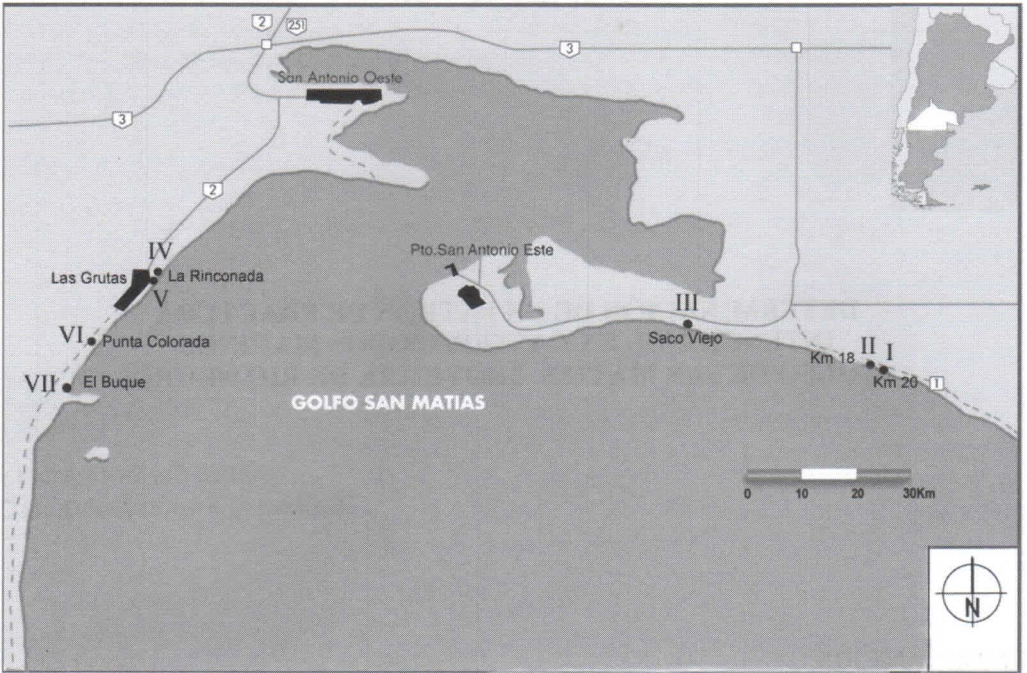 2
251
3
San Antonio Oeste
3
2
IV
Pto.San Antonio Este
Las Grutas
La Rinconada
V
III
VI
Punta Colorada
Saco Viejo
II I
Km 18
VII
El Buque
Km 20
1
GOLFO SAN MATIAS
0 10 20 30Km
N